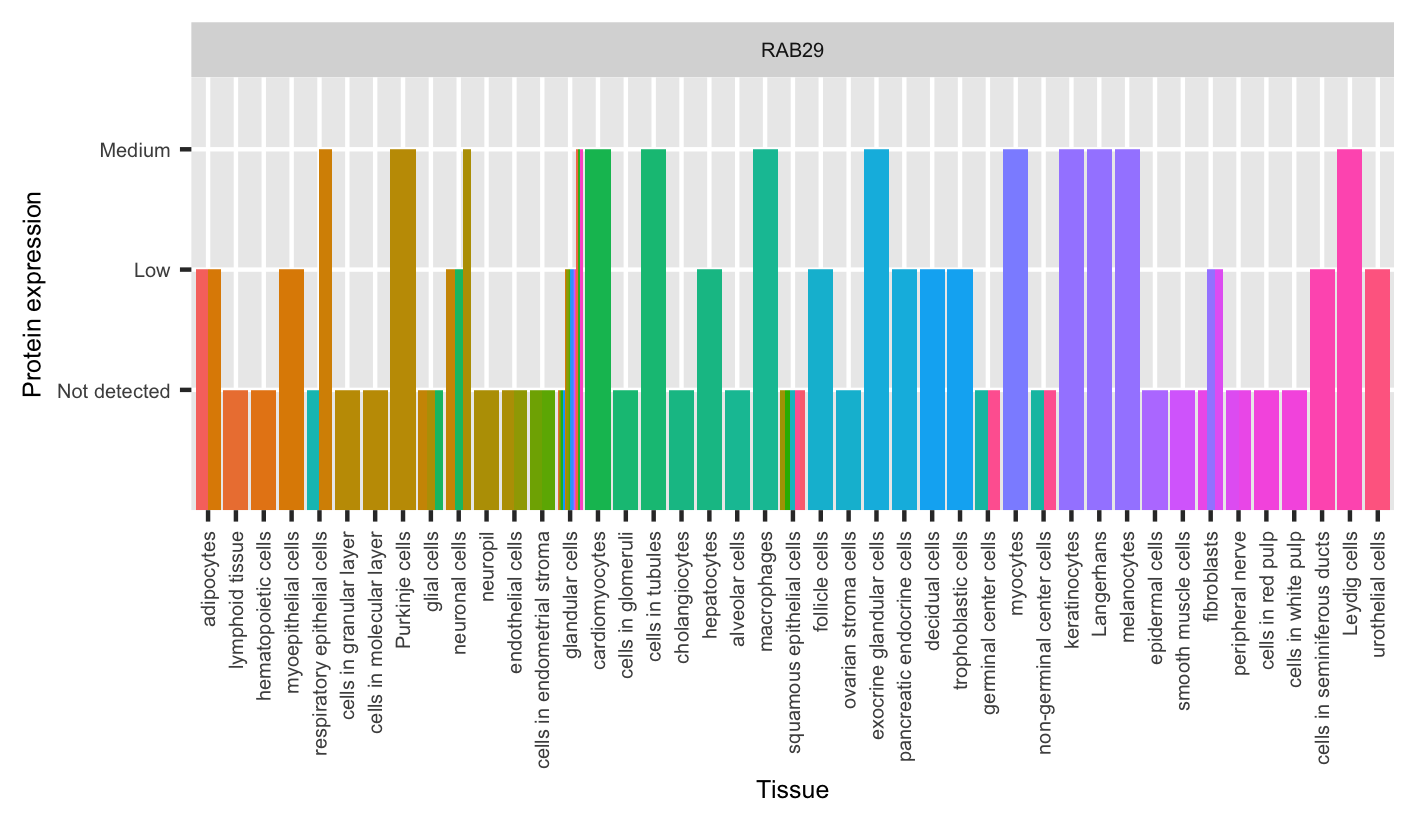 RAB29
Protein expression
Medium
Low
Not detected
adipocytes
lymphoid tissue
hematopoietic cells
myoepithelial cells
respiratory epithelial cells
cells in granular layer
cells in molecular layer
Purkinje cells
glial cells
neuronal cells
neuropil
endothelial cells
cells in endometrial stroma
glandular cells
cardiomyocytes
cells in glomeruli
cells in tubules
cholangiocytes
hepatocytes
alveolar cells
macrophages
squamous epithelial cells
follicle cells
ovarian stroma cells
exocrine glandular cells
pancreatic endocrine cells
decidual cells
trophoblastic cells
germinal center cells
myocytes
non-germinal center cells
keratinocytes
Langerhans
melanocytes
epidermal cells
smooth muscle cells
fibroblasts
peripheral nerve
cells in red pulp
cells in white pulp
cells in seminiferous ducts
Leydig cells
urothelial cells
Tissue